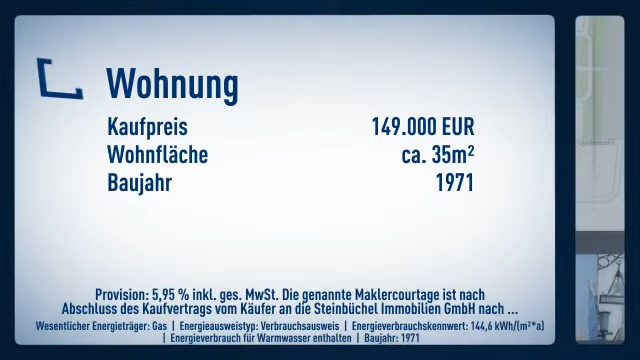 Wohnung
Kaufpreis 149.000 EUR
Wohnfläche ca. 35m²
Baujahr 1971
Provision: 5,95 % inkl. ges. MwSt. Die genannte Maklercourtage ist nach
Abschluss des Kaufvertrags vom Käufer an die Steinbüchel Immobilien GmbH nach ...
Wesentlicher Energieträger: Gas | Energieausweistyp: Verbrauchsausweis | Energieverbrauchskennwert: 144,6 kWh/(m²*a)
| Energieverbrauch für Warmwasser enthalten | Baujahr: 1971